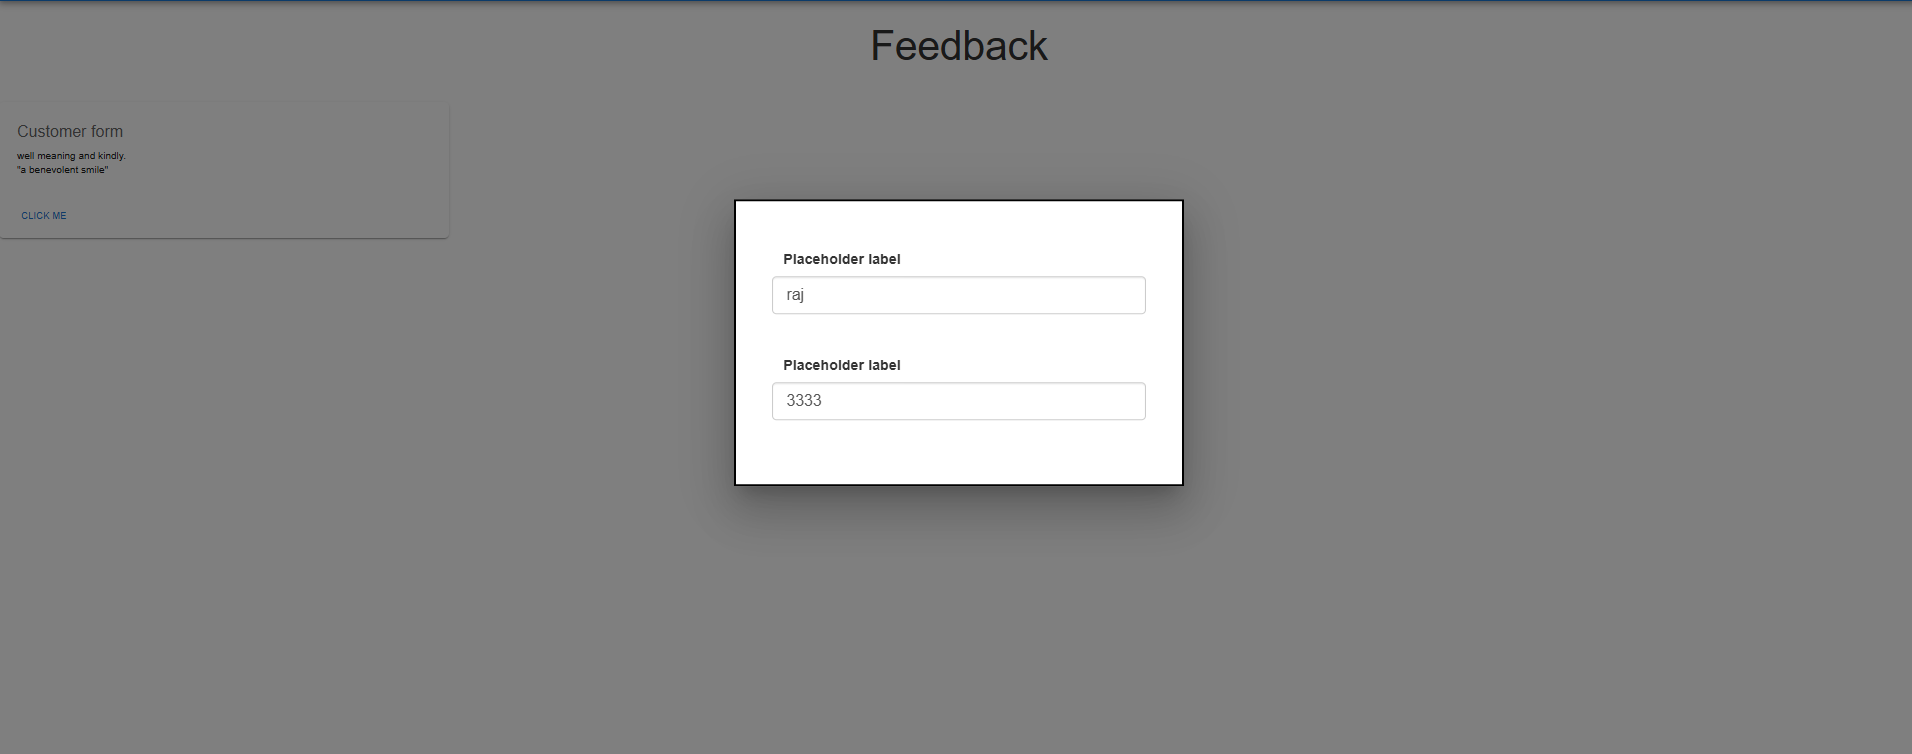 Feedback
Customer form
well meaning and kindly.
"a benevolent smile"
CLICK ME
Placeholder label
raj
Placeholder label
3333